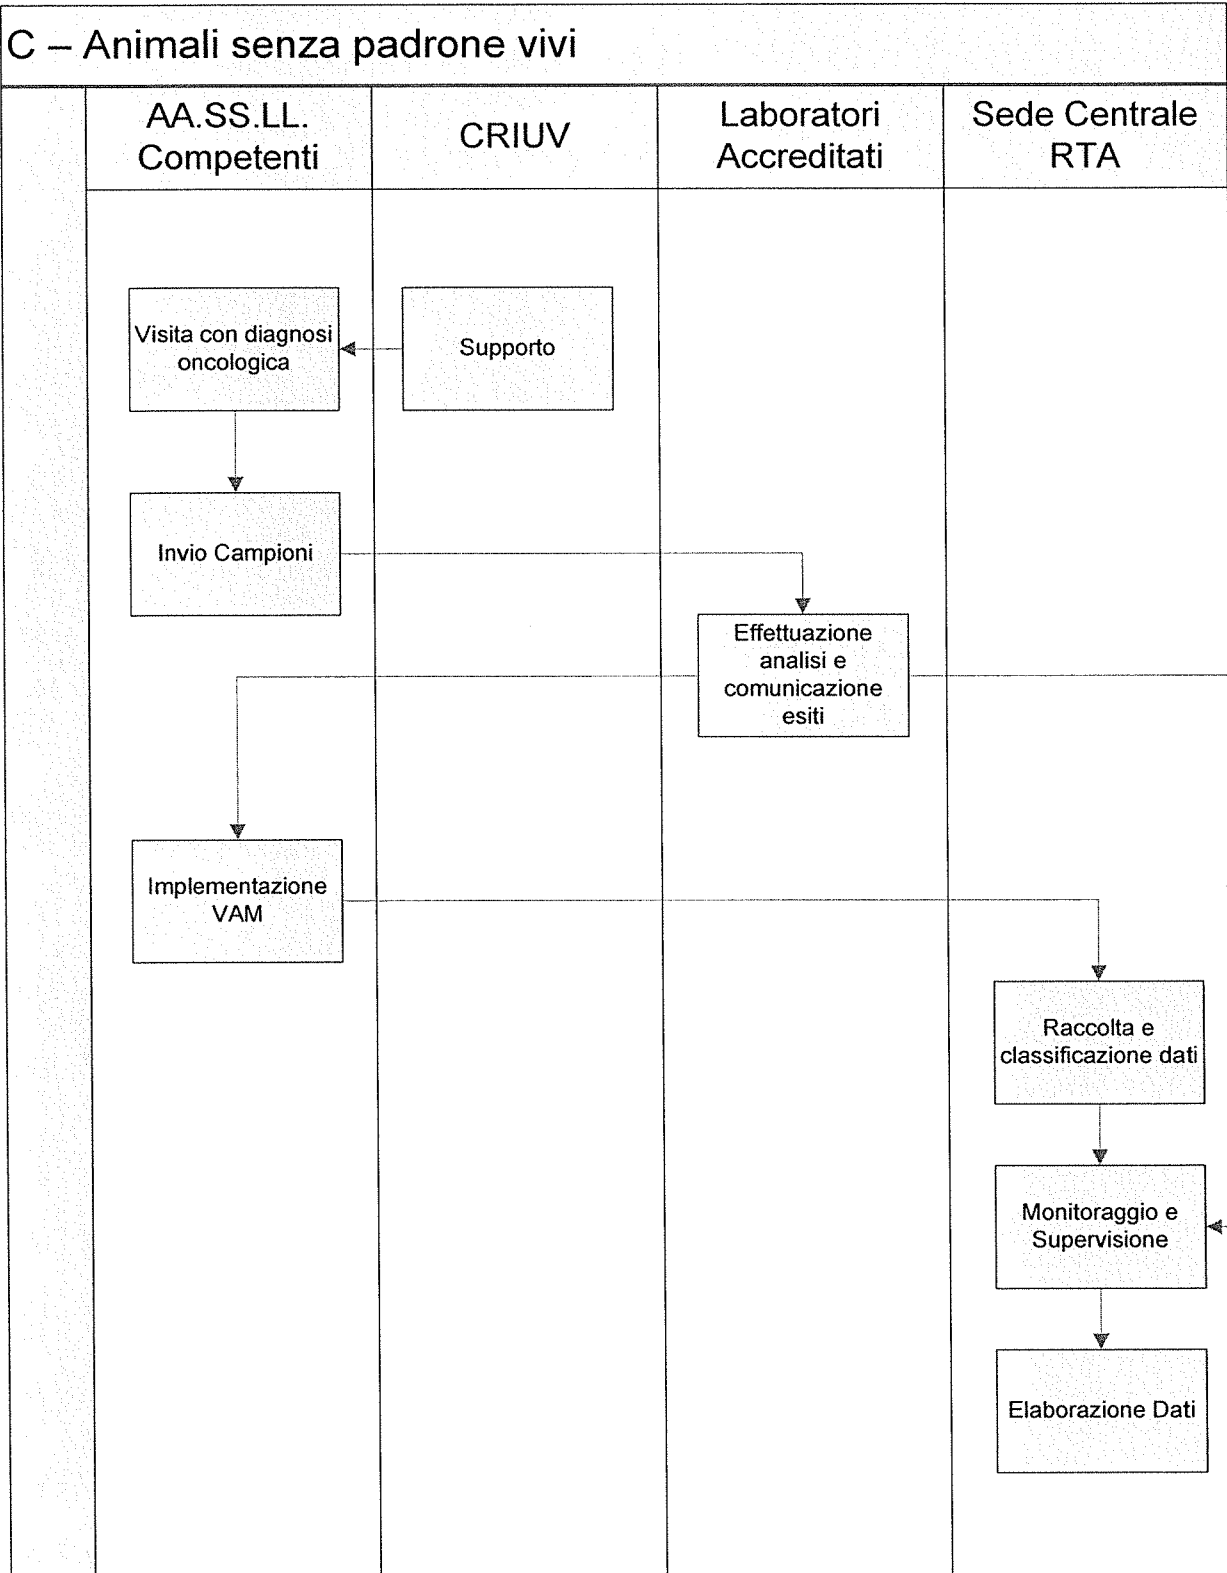 C – Animali senza padrone vivi
AA.SS.LL.
Competenti
CRIUV
Laboratori
Accreditati
Sede Centrale
RTA
Visita con diagnosi
oncologica
Supporto
Invio Campioni
Effettuazione
analisi e
comunicazione
esiti
Implementazione
VAM
Raccolta e
classificazione dati
Monitoraggio e
Supervisione
Elaborazione Dati